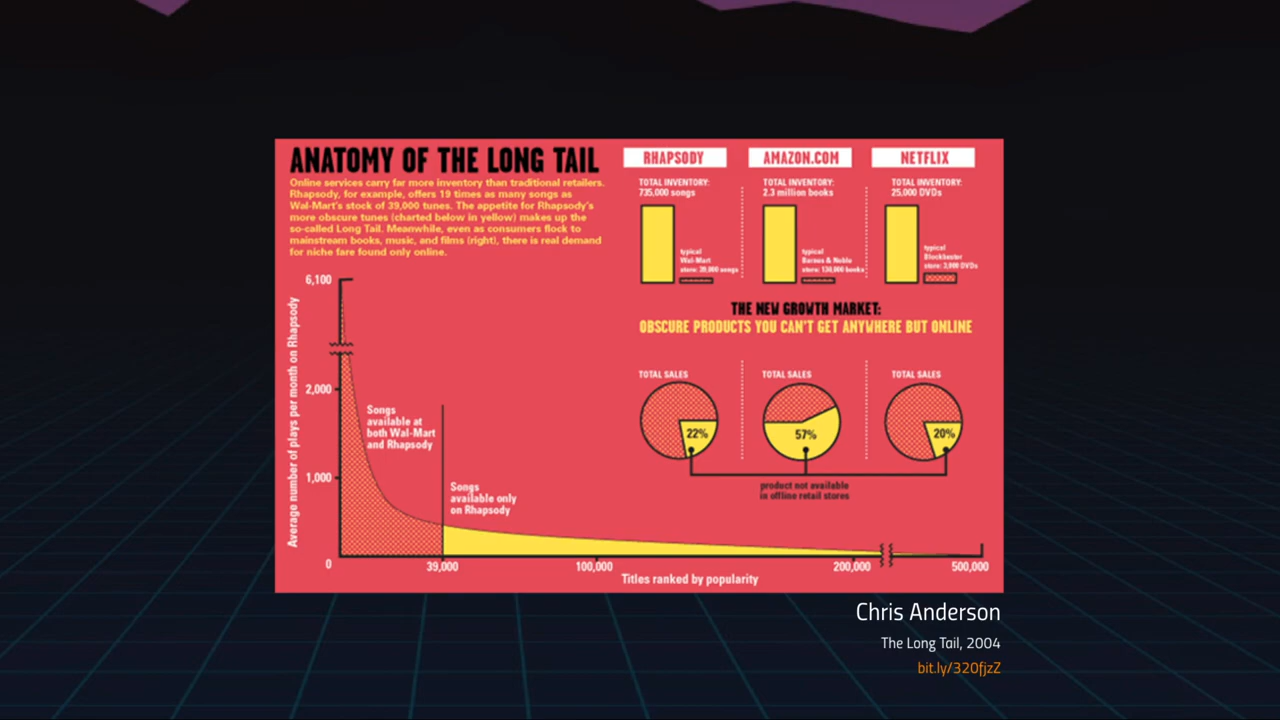 ANATOMY OF THE LONG TAIL
Online services carry far more inventory than traditional retailers.
Rhapsody, for example, offers 19 times as many songs as
Wal-Mart's stock of 39,000 tunes. The appetite for Rhapsody's
more obscure tunes (charted below in yellow) makes up the
so-called Long Tail. Meanwhile, even as consumers flock to
mainstream books, music, and films (right), there is real demand
for niche fare found only online.
6,100
2,000
1,000
0
Average number of plays per month on Rhapsody
Songs
available at
both Wal-Mart
and Rhapsody
Songs
available only
on Rhapsody
39,000
100,000
200,000
500,000
Titles ranked by popularity
RHAPSODY
TOTAL INVENTORY:
735,000 songs
typical
Wal-Mart
store: 39,000 songs
AMAZON.COM
TOTAL INVENTORY:
2.3 million books
typical
Barnes & Noble
store: 130,000 books
NETFLIX
TOTAL INVENTORY:
25,000 DVDs
typical
Blockbuster
store: 3,000 DVDs
THE NEW GROWTH MARKET:
OBSCURE PRODUCTS YOU CAN'T GET ANYWHERE BUT ONLINE
TOTAL SALES
22%
TOTAL SALES
57%
TOTAL SALES
20%
product not available
in offline retail stores
Chris Anderson
The Long Tail, 2004
bit.ly/320fjzZ